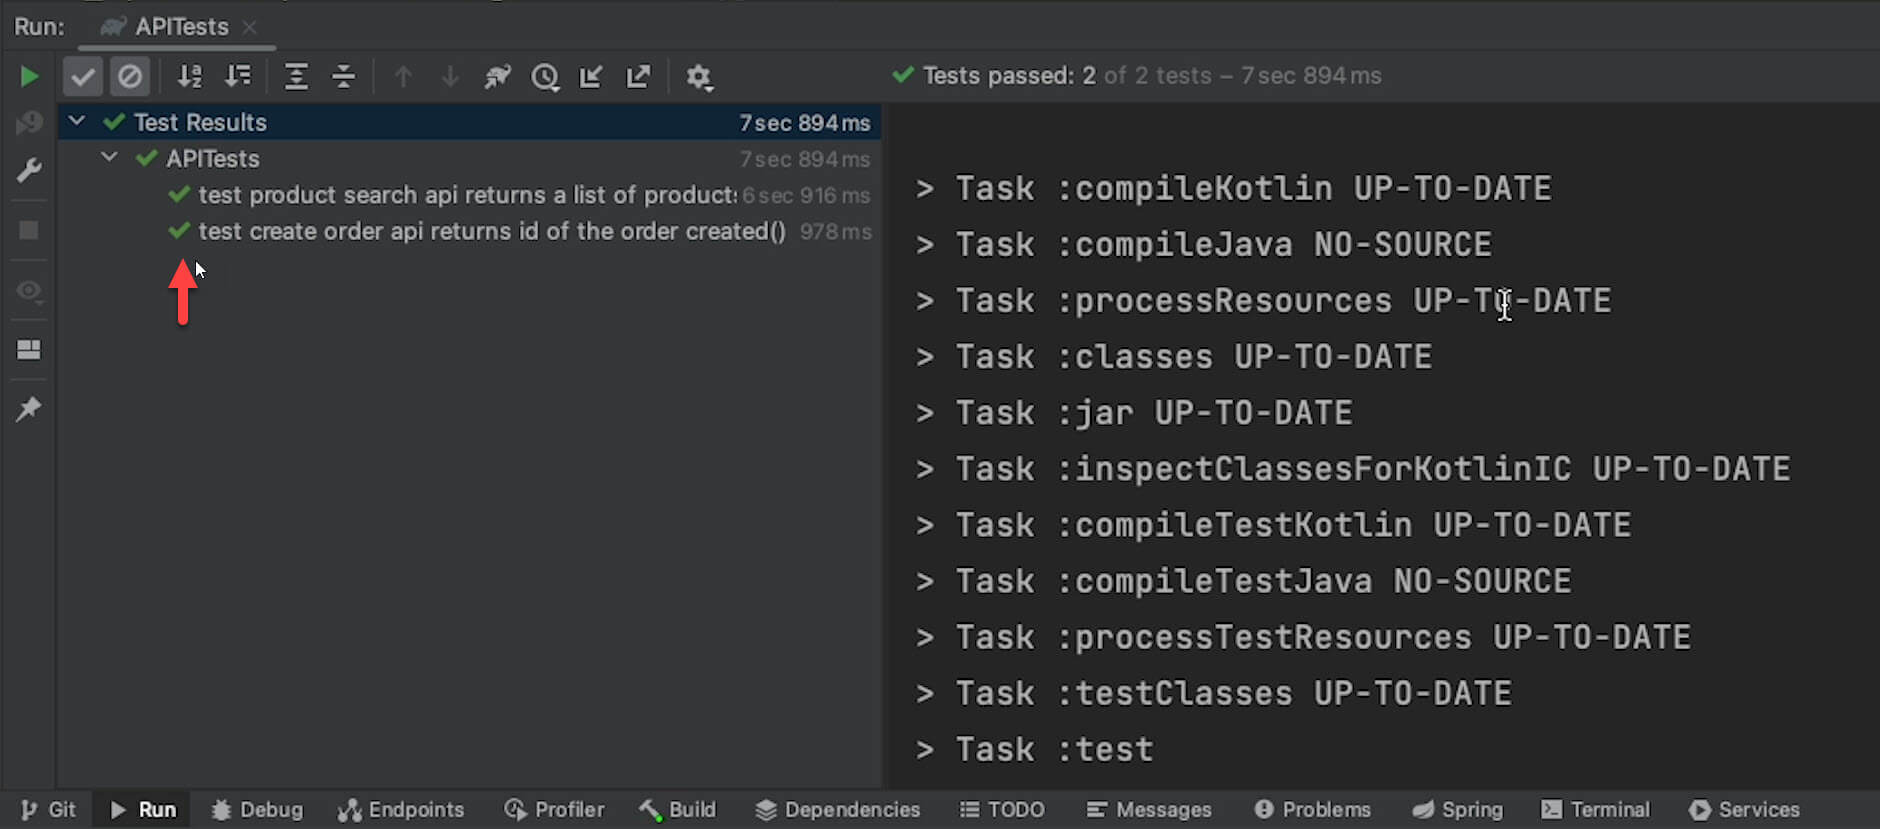 Run: APITests
Tests passed: 2 of 2 tests – 7 sec 894 ms
Test Results 7 sec 894 ms
APITests 7 sec 894 ms
test product search api returns a list of products 6 sec 916 ms
test create order api returns id of the order created() 978 ms
> Task :compileKotlin UP-TO-DATE
> Task :compileJava NO-SOURCE
> Task :processResources UP-TO-DATE
> Task :classes UP-TO-DATE
> Task :jar UP-TO-DATE
> Task :inspectClassesForKotlinIC UP-TO-DATE
> Task :compileTestKotlin UP-TO-DATE
> Task :compileTestJava NO-SOURCE
> Task :processTestResources UP-TO-DATE
> Task :testClasses UP-TO-DATE
> Task :test
Git Run Debug Endpoints Profiler Build Dependencies TODO Messages Problems Spring Terminal Services